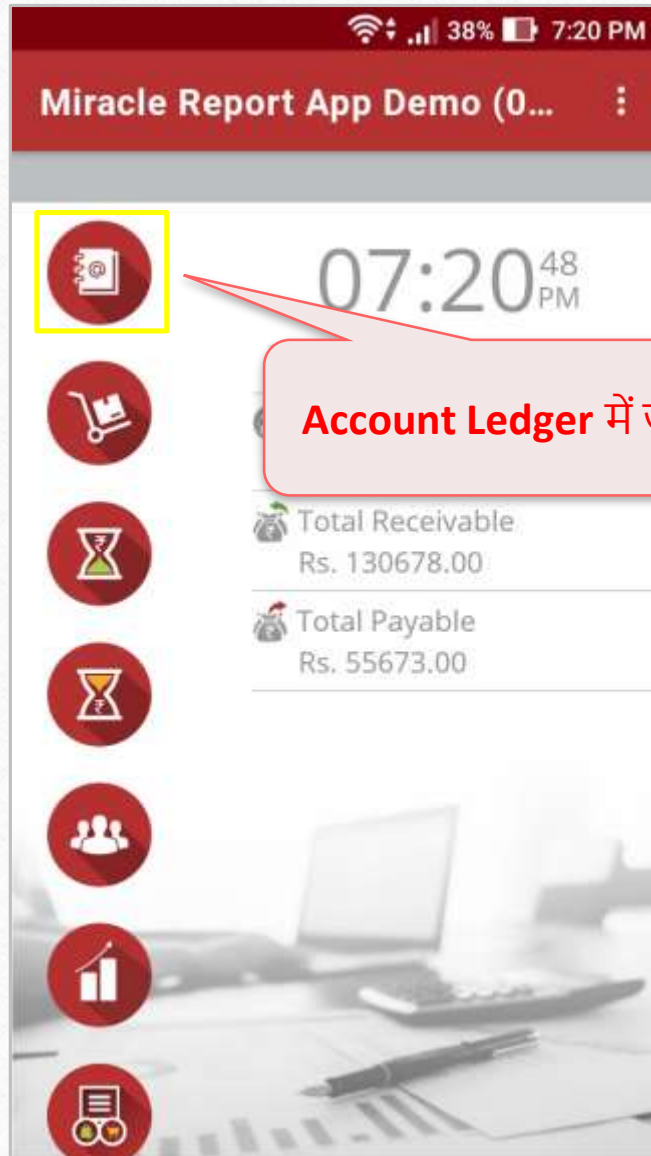 38% 7:20 PM
Miracle Report App Demo (0...
07:20 48 PM
Account Ledger में
Total Receivable
Rs. 130678.00
Total Payable
Rs. 55673.00